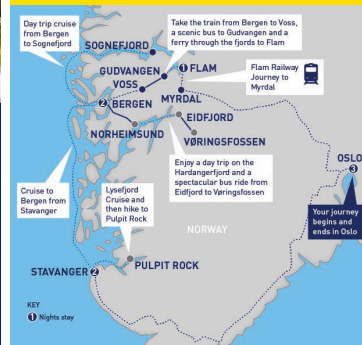 Day trip cruise
from Bergen
to Sognefjord
Take the train from Bergen to Voss,
a scenic bus to Gudvangen and a
ferry through the fjords to Flam
SOGNEFJORD
GUDVANGEN
VOSS
1 FLAM
Flam Railway
Journey to
Myrdal
2
BERGEN
MYRDAL
EIDFJORD
NORHEIMSUND
VØRINGSFOSSEN
Enjoy a day trip on the
Hardangerfjord and a
spectacular bus ride from
Eidfjord to Vøringsfossen
OSLO
3
Cruise to
Bergen from
Stavanger
Lysefjord
Cruise and
then hike to
Pulpit Rock
Your journey
begins and
ends in Oslo
NORWAY
PULPIT ROCK
STAVANGER 2
KEY
1 Nights stay